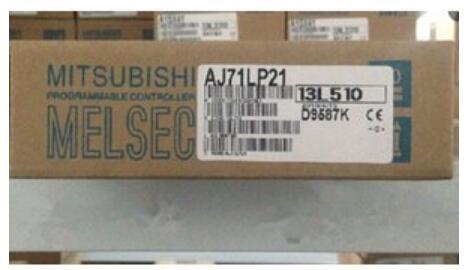 MITSUBISHI
PROGRAMMABLE CONTROLLER
MELSEC
AJ71LP21
13L510
D9587K CE